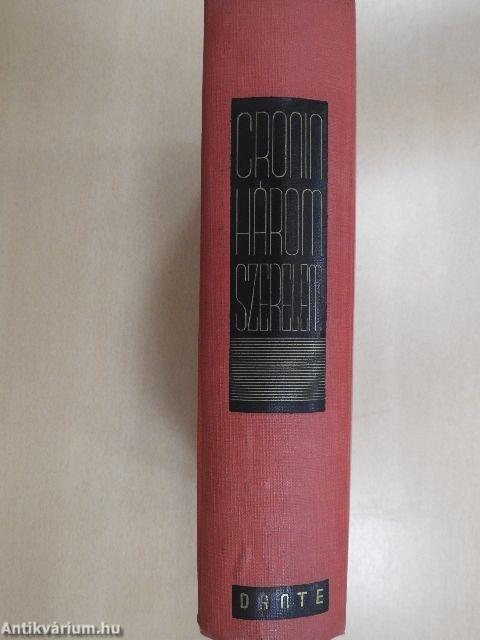 CRONIN
HÁROM
SZERELEM
DANTE
Antikvárium.hu